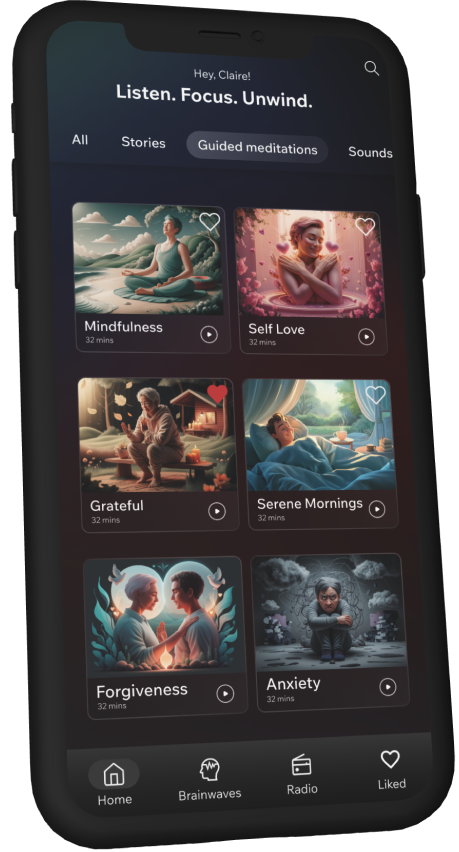 Hey, Claire!
Listen. Focus. Unwind.
All Stories Guided meditations Sounds
Mindfulness
32 mins
Self Love
32 mins
Grateful
32 mins
Serene Mornings
32 mins
Forgiveness
32 mins
Anxiety
32 mins
Home Brainwaves Radio Liked